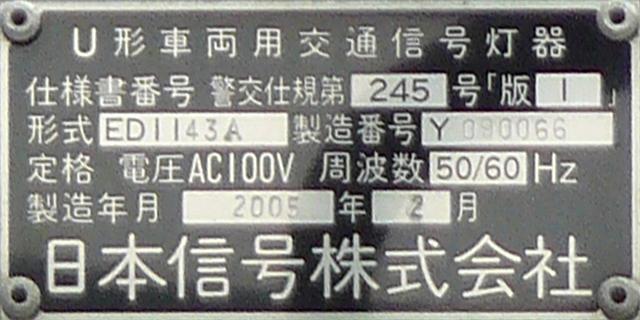 U形車両用交通信号灯器
仕様書番号 警交仕規第 245 号「版 1 」
形式 ED1143A 製造番号 Y 090066
定格 電圧AC100V 周波数 50/60 Hz
製造年月 2005 年 2 月
日本信号株式会社